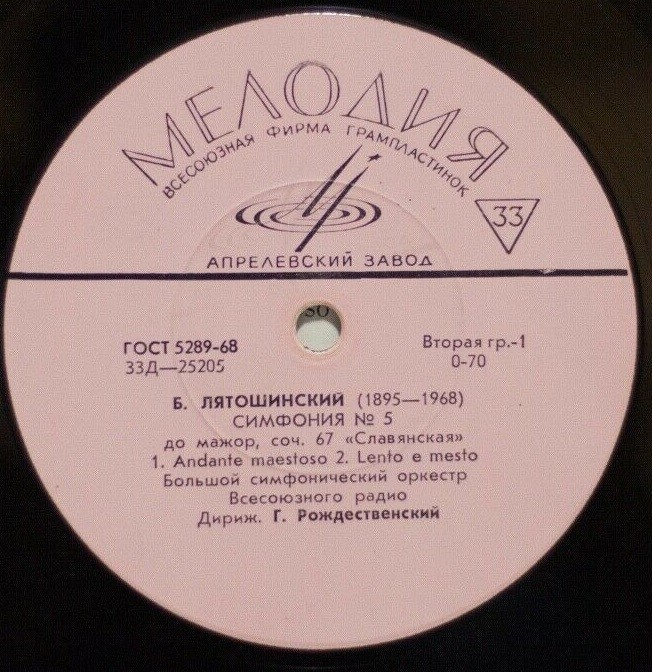 МЕЛОДИЯ
ВСЕСОЮЗНАЯ ФИРМА ГРАМПЛАСТИНОК
33
АПРЕЛЕВСКИЙ ЗАВОД
ГОСТ 5289-68
Вторая гр.-1
33Д—25205
0-70
Б. ЛЯТОШИНСКИЙ (1895—1968)
СИМФОНИЯ № 5
до мажор, соч. 67 «Славянская»
1. Andante maestoso 2. Lento e mesto
Большой симфонический оркестр
Всесоюзного радио
Дириж. Г. Рождественский